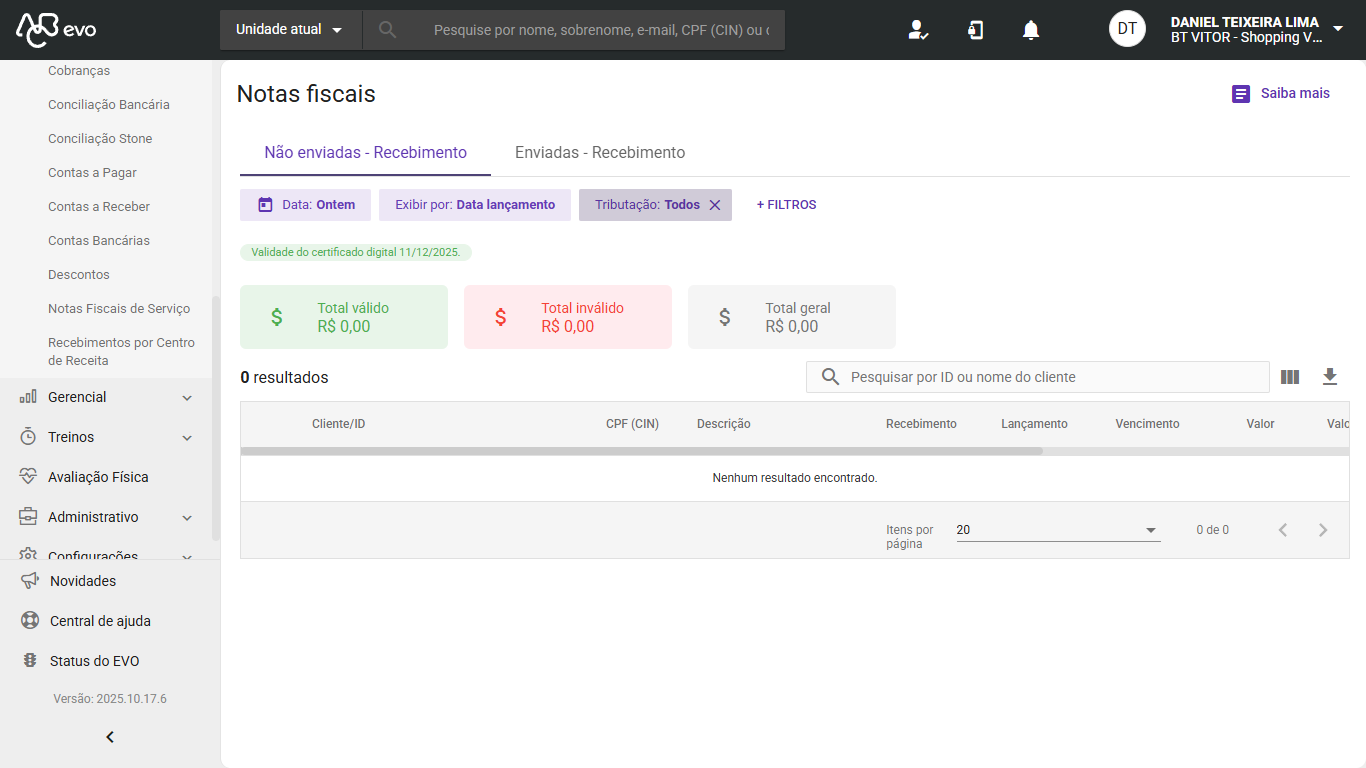 evo
Unidade atual
Pesquise por nome, sobrenome, e-mail, CPF (CIN) ou c
DT
DANIEL TEIXEIRA LIMA
BT VITOR - Shopping V...
Cobranças
Conciliação Bancária
Conciliação Stone
Contas a Pagar
Contas a Receber
Contas Bancárias
Descontos
Notas Fiscais de Serviço
Recebimentos por Centro
de Receita
Gerencial
Treinos
Avaliação Física
Administrativo
Configurações
Novidades
Central de ajuda
Status do EVO
Versão: 2025.10.17.6
Notas fiscais
Saiba mais
Não enviadas - Recebimento
Enviadas - Recebimento
Data: Ontem
Exibir por: Data lançamento
Tributação: Todos
+ FILTROS
Validade do certificado digital 11/12/2025.
$
Total válido
R$ 0,00
$
Total inválido
R$ 0,00
$
Total geral
R$ 0,00
0 resultados
Pesquisar por ID ou nome do cliente
Cliente/ID
CPF (CIN)
Descrição
Recebimento
Lançamento
Vencimento
Valor
Valo
Nenhum resultado encontrado.
Itens por
página
20
0 de 0